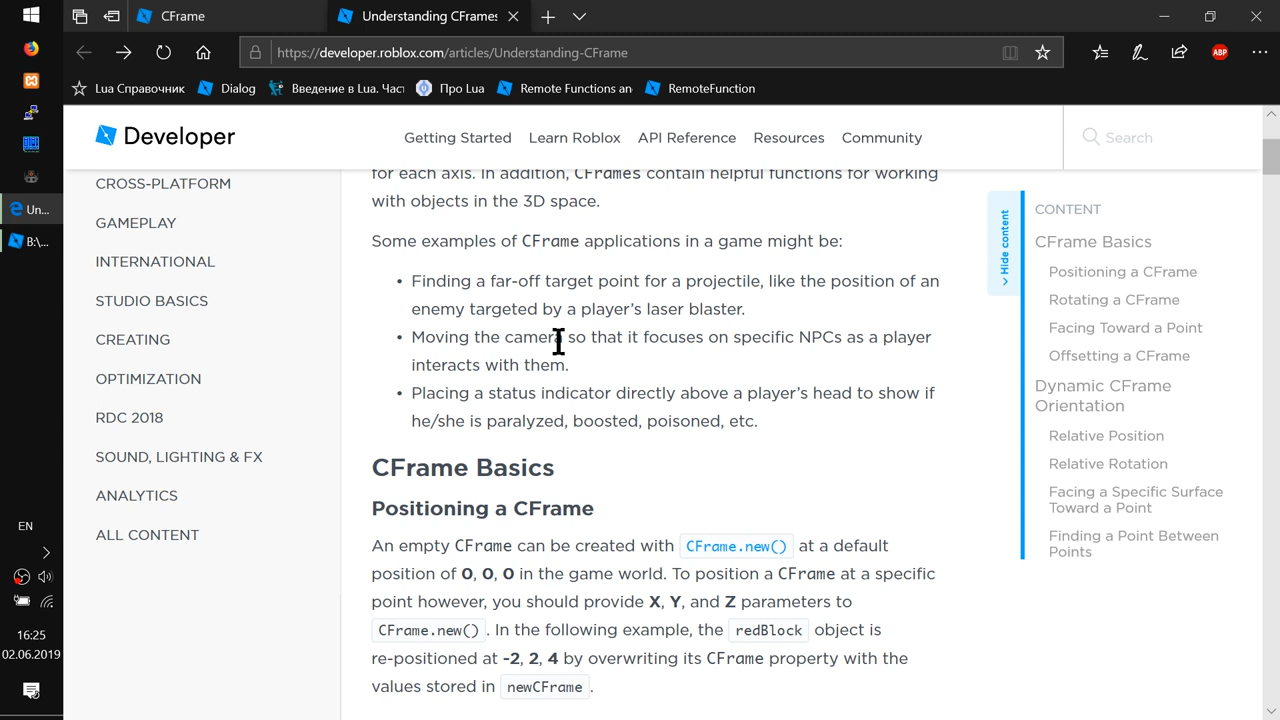 CFrame
Understanding CFrames
https://developer.roblox.com/articles/Understanding-CFrame
ABP
Lua Справочник
Dialog
Введение в Lua. Част
Про Lua
Remote Functions an
RemoteFunction
Developer
Getting Started
Learn Roblox
API Reference
Resources
Community
Search
CROSS-PLATFORM
GAMEPLAY
INTERNATIONAL
STUDIO BASICS
CREATING
OPTIMIZATION
RDC 2018
SOUND, LIGHTING & FX
ANALYTICS
ALL CONTENT
for each axis. In addition, CFrames contain helpful functions for working
with objects in the 3D space.
Some examples of CFrame applications in a game might be:
• Finding a far-off target point for a projectile, like the position of an
enemy targeted by a player's laser blaster.
• Moving the camera so that it focuses on specific NPCs as a player
interacts with them.
• Placing a status indicator directly above a player's head to show if
he/she is paralyzed, boosted, poisoned, etc.
CFrame Basics
Positioning a CFrame
An empty CFrame can be created with CFrame.new() at a default
position of 0, 0, 0 in the game world. To position a CFrame at a specific
point however, you should provide X, Y, and Z parameters to
CFrame.new() . In the following example, the redBlock object is
re-positioned at -2, 2, 4 by overwriting its CFrame property with the
values stored in newCFrame .
Hide content
CONTENT
CFrame Basics
Positioning a CFrame
Rotating a CFrame
Facing Toward a Point
Offsetting a CFrame
Dynamic CFrame
Orientation
Relative Position
Relative Rotation
Facing a Specific Surface
Toward a Point
Finding a Point Between
Points
Un...
B:\...
EN
16:25
02.06.2019